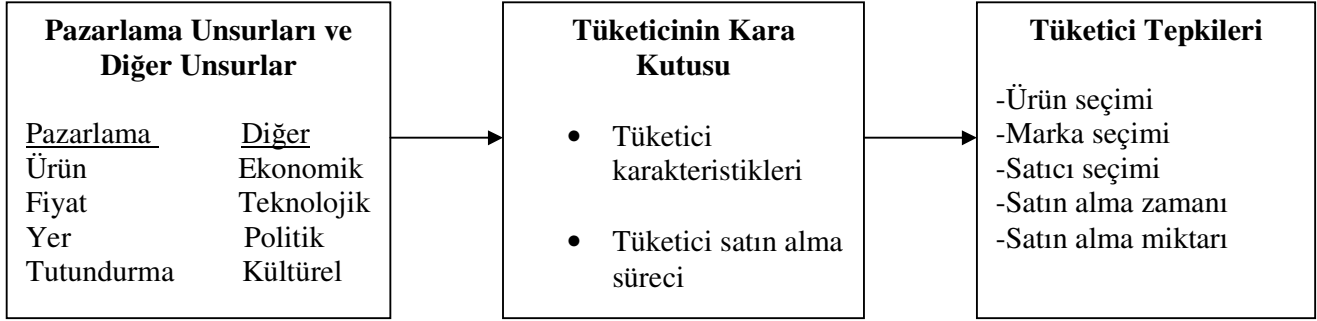 Pazarlama Unsurları ve
Diğer Unsurlar
Pazarlama Diğer
Ürün Ekonomik
Fiyat Teknolojik
Yer Politik
Tutundurma Kültürel
Tüketicinin Kara
Kutusu
• Tüketici
karakteristikleri
• Tüketici satın alma
süreci
Tüketici Tepkileri
-Ürün seçimi
-Marka seçimi
-Satıcı seçimi
-Satın alma zamanı
-Satın alma miktarı